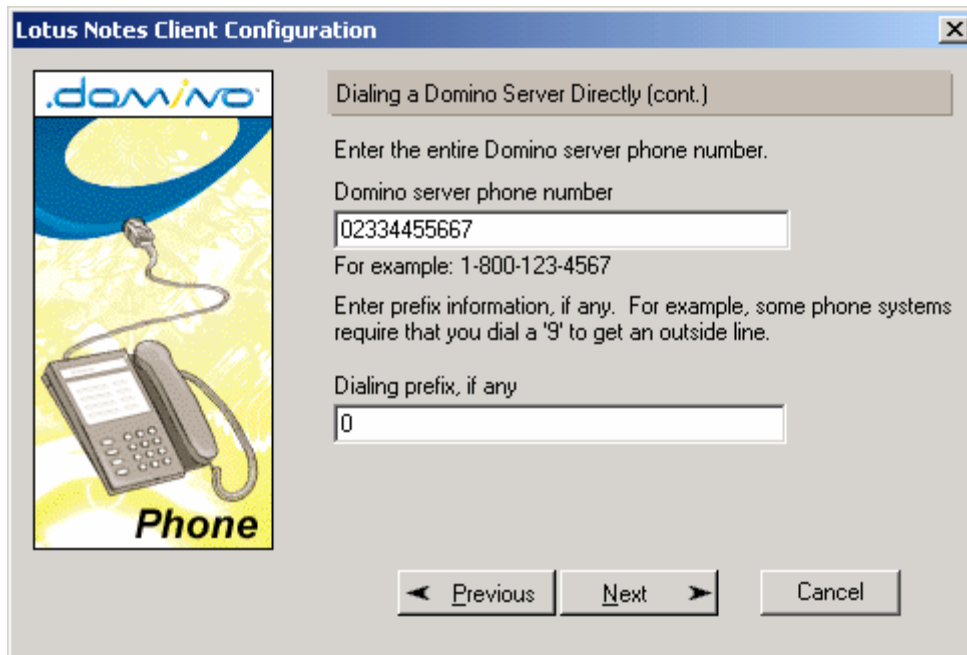 Lotus Notes Client Configuration
.domino
Dialing a Domino Server Directly (cont.)
Enter the entire Domino server phone number.
Domino server phone number
02334455667
For example: 1-800-123-4567
Enter prefix information, if any. For example, some phone systems
require that you dial a '9' to get an outside line.
Dialing prefix, if any
0
Phone
Previous Next Cancel